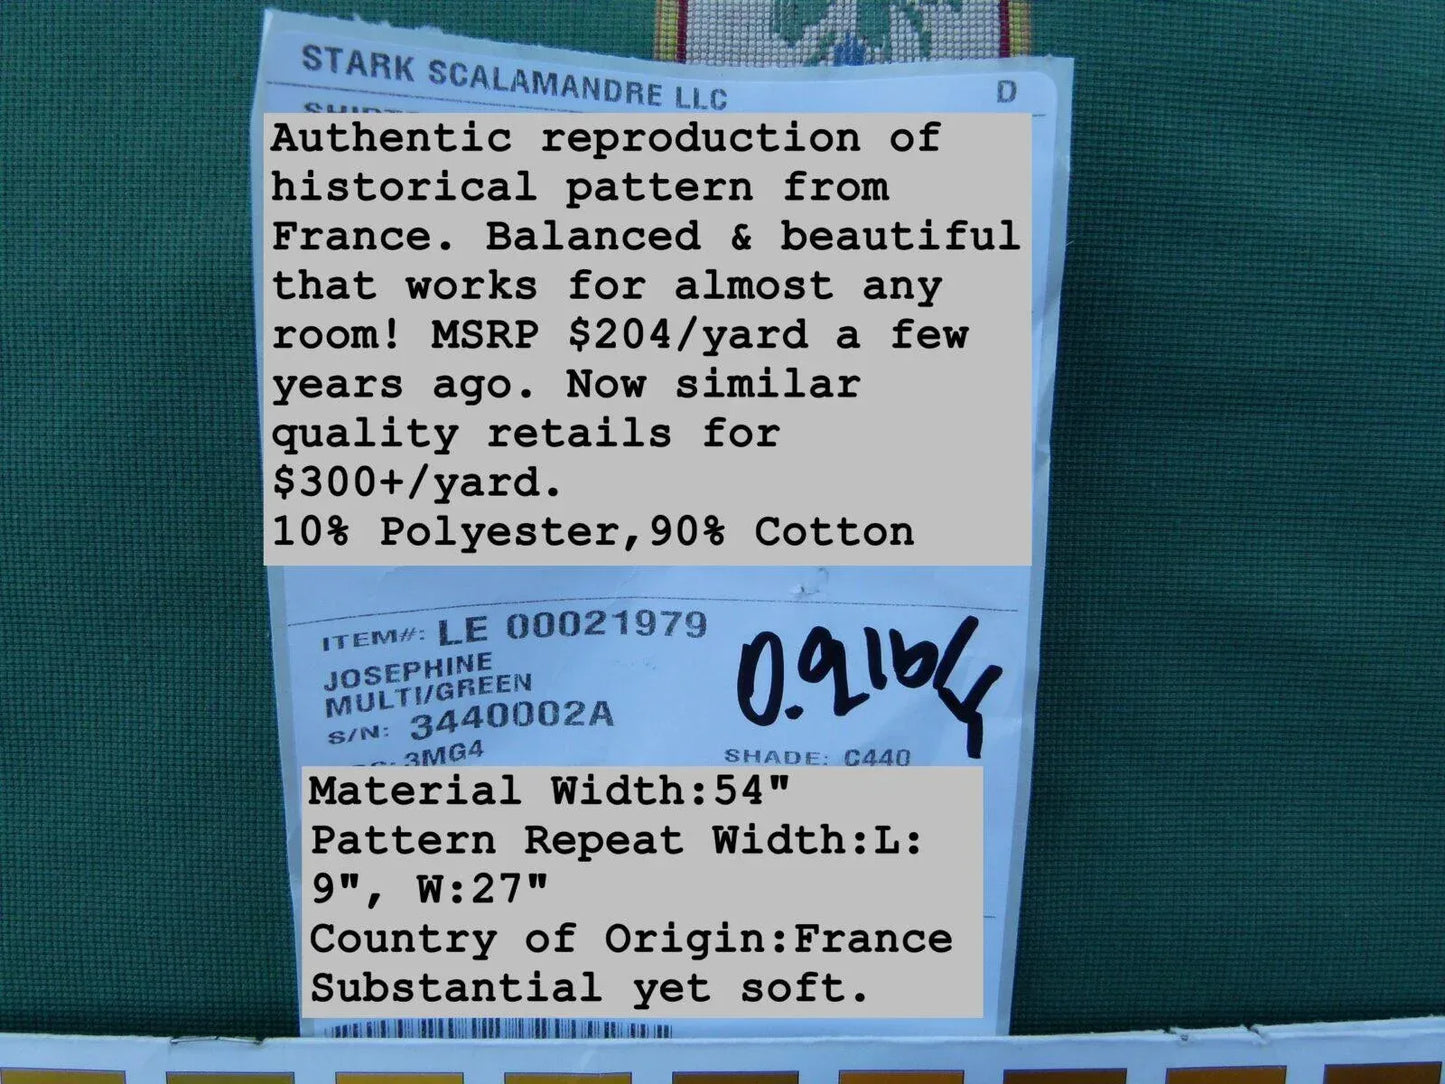 STARK SCALAMANDRE LLC D
Authentic reproduction of
historical pattern from
France. Balanced & beautiful
that works for almost any
room! MSRP $204/yard a few
years ago. Now similar
quality retails for
$300+/yard.
10% Polyester,90% Cotton
ITEM#: LE 00021979
JOSEPHINE
MULTI/GREEN
0.9lb/y
S/N: 3440002A
3MG4 SHADE: C440
Material Width:54"
Pattern Repeat Width:L:
9", W:27"
Country of Origin:France
Substantial yet soft.